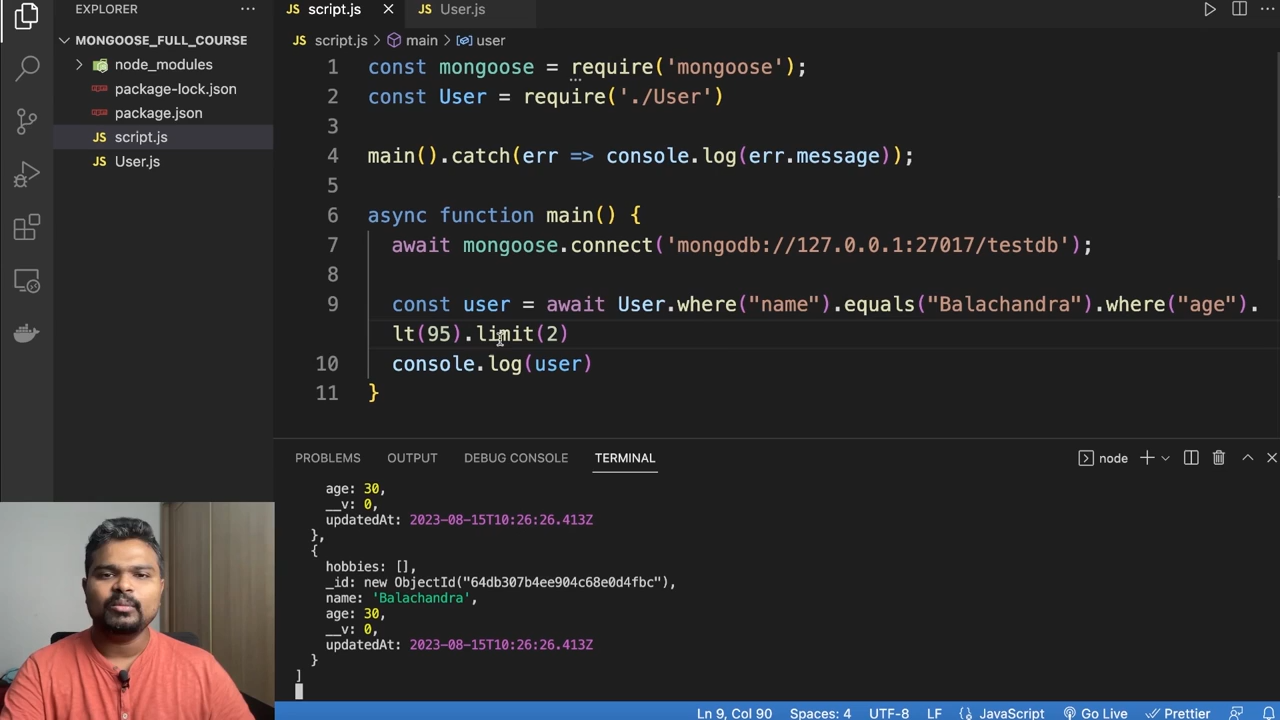 EXPLORER
script.js
User.js
MONGOOSE_FULL_COURSE
node_modules
package-lock.json
package.json
JS script.js
JS User.js
JS script.js > main > user
1 const mongoose = require('mongoose');
2 const User = require('./User')
3
4 main().catch(err => console.log(err.message));
5
6 async function main() {
7 await mongoose.connect('mongodb://127.0.0.1:27017/testdb');
8
9 const user = await User.where("name").equals("Balachandra").where("age").
lt(95).limit(2)
10 console.log(user)
11 }
PROBLEMS OUTPUT DEBUG CONSOLE TERMINAL
node
age: 30,
__v: 0,
updatedAt: 2023-08-15T10:26:26.413Z
},
{
hobbies: [],
_id: new ObjectId("64db307b4ee904c68e0d4fbc"),
name: 'Balachandra',
age: 30,
__v: 0,
updatedAt: 2023-08-15T10:26:26.413Z
}
]
Ln 9, Col 90 Spaces: 4 UTF-8 LF {} JavaScript Go Live Prettier